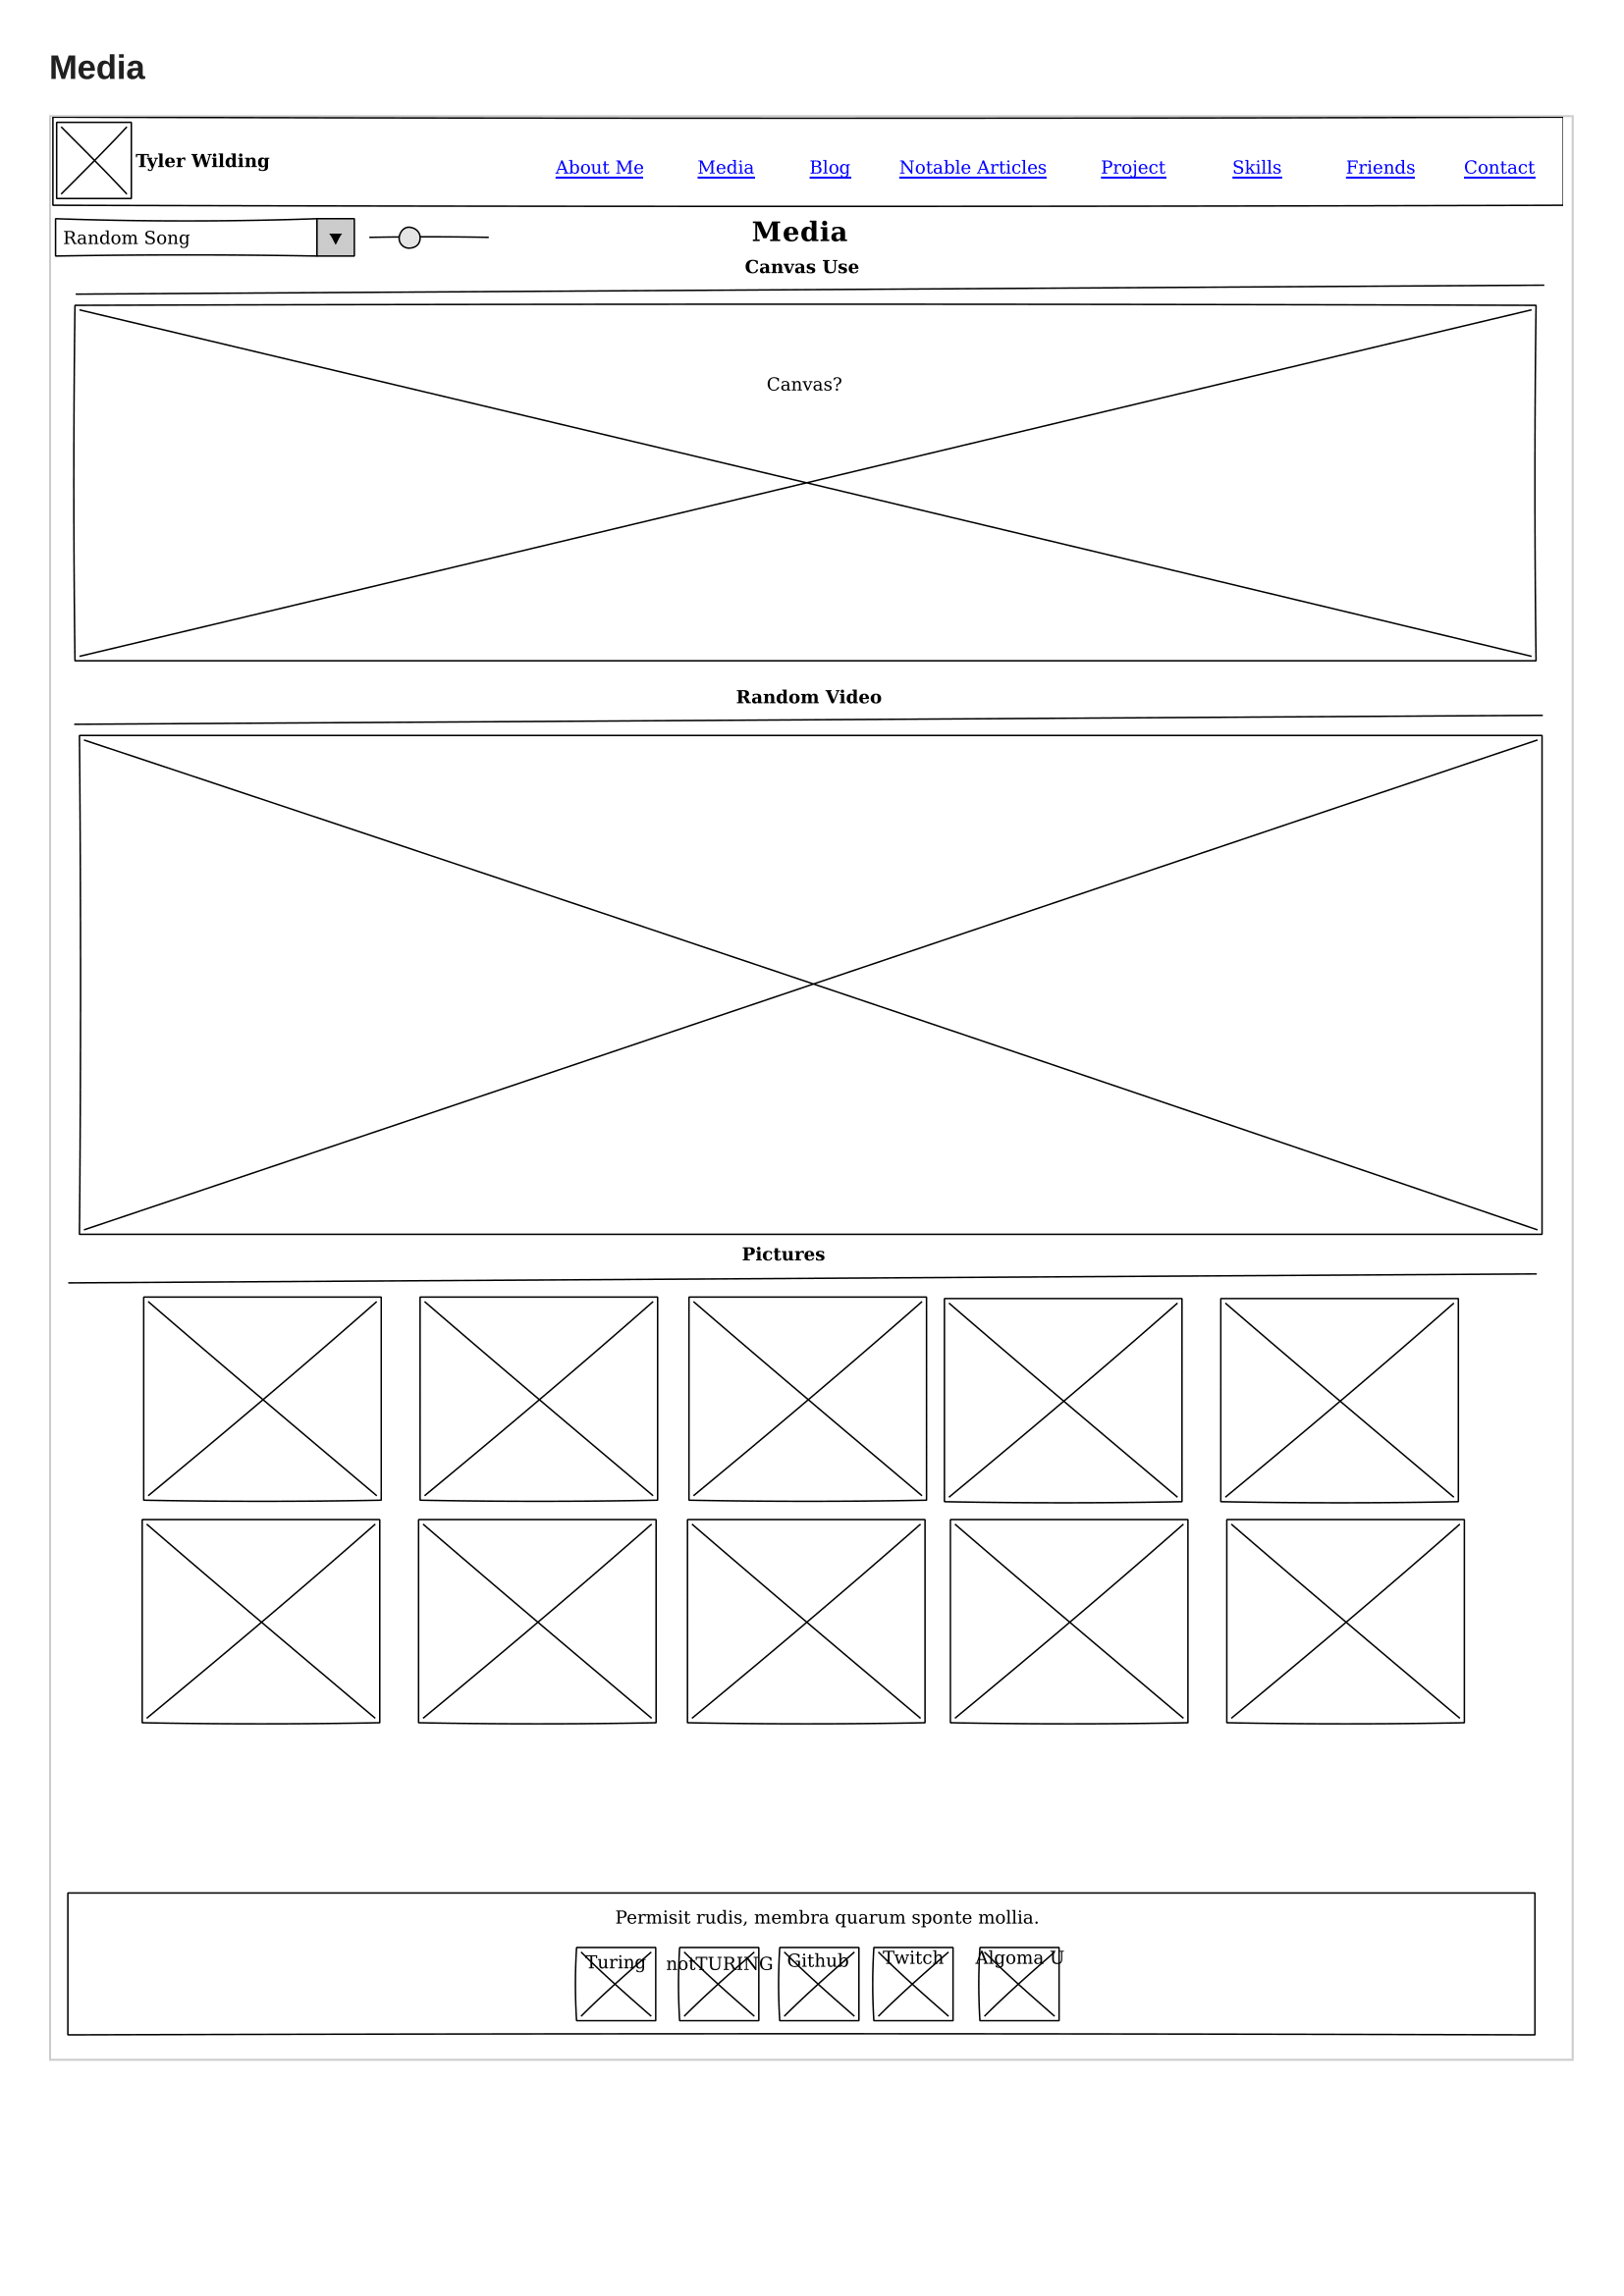 Media
Tyler Wilding
About Me Media Blog Notable Articles Project Skills Friends Contact
Random Song
Media
Canvas Use
Canvas?
Random Video
Pictures
Permisit rudis, membra quarum sponte mollia.
Turing notTURING Github Twitch Algoma U